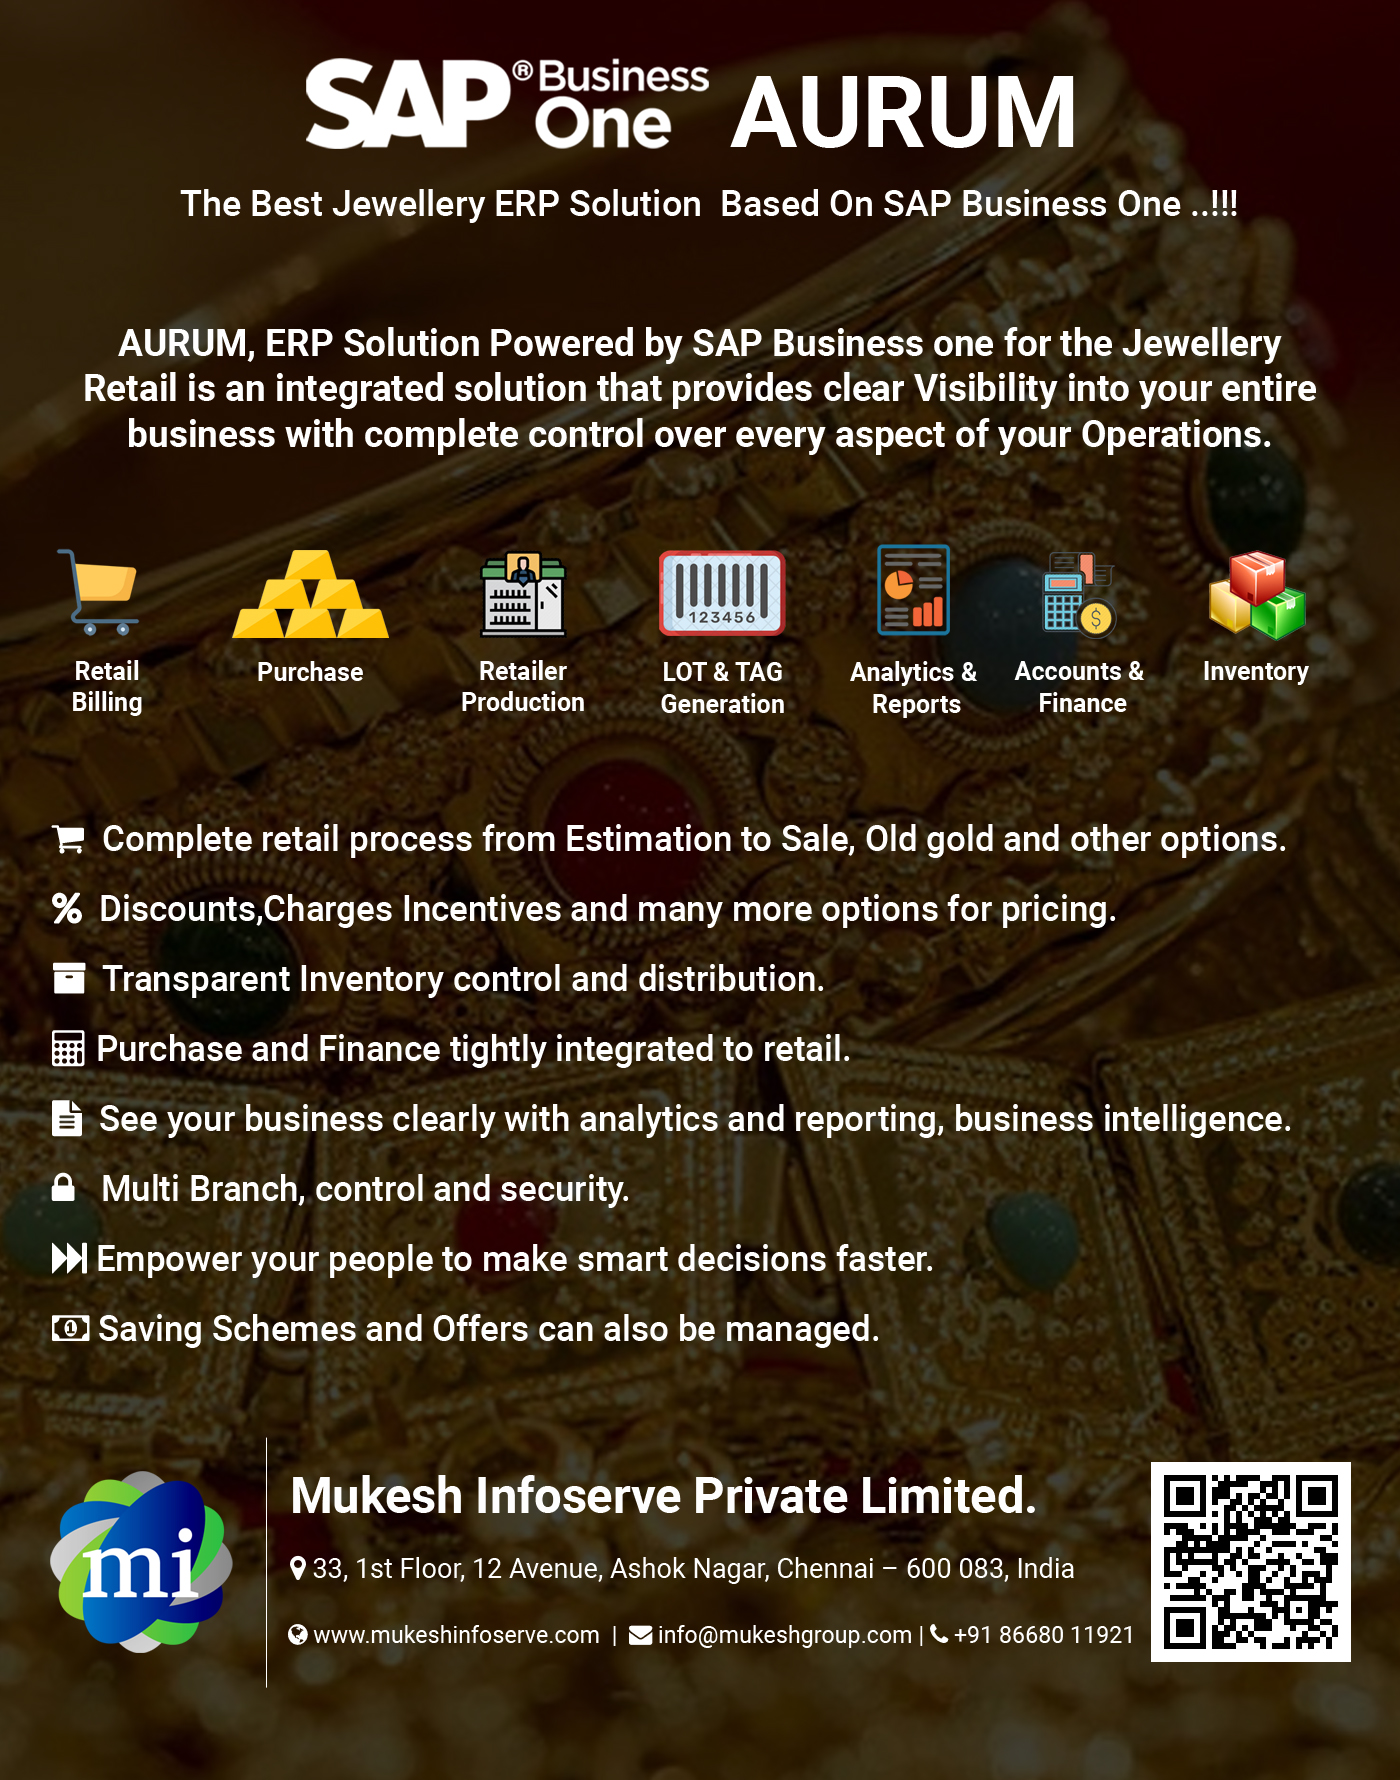 SAP® Business One AURUM
The Best Jewellery ERP Solution Based On SAP Business One ..!!!
AURUM, ERP Solution Powered by SAP Business one for the Jewellery
Retail is an integrated solution that provides clear Visibility into your entire
business with complete control over every aspect of your Operations.
123456
Retail
Billing
Purchase
Retailer
Production
LOT & TAG
Generation
Analytics &
Reports
Accounts &
Finance
Inventory
Complete retail process from Estimation to Sale, Old gold and other options.
Discounts,Charges Incentives and many more options for pricing.
Transparent Inventory control and distribution.
Purchase and Finance tightly integrated to retail.
See your business clearly with analytics and reporting, business intelligence.
Multi Branch, control and security.
Empower your people to make smart decisions faster.
Saving Schemes and Offers can also be managed.
mi
Mukesh Infoserve Private Limited.
33, 1st Floor, 12 Avenue, Ashok Nagar, Chennai – 600 083, India
www.mukeshinfoserve.com | info@mukeshgroup.com | +91 86680 11921